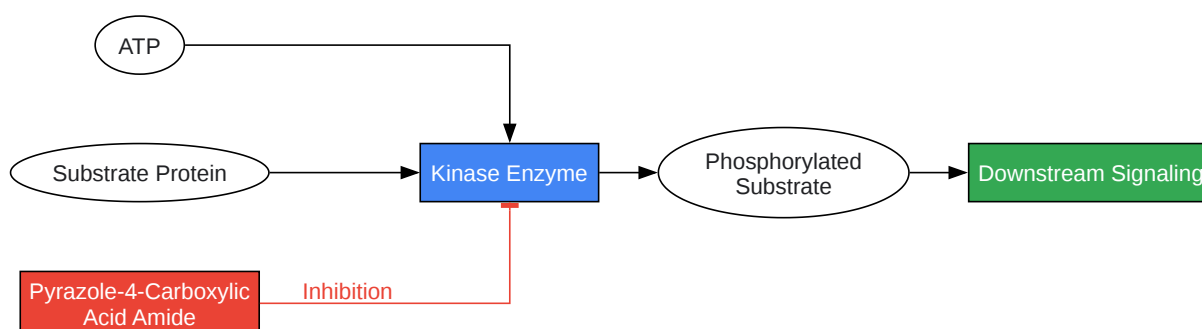 ATP
Substrate Protein
Kinase Enzyme
Phosphorylated
Substrate
Downstream Signaling
Pyrazole-4-Carboxylic
Acid Amide
Inhibition